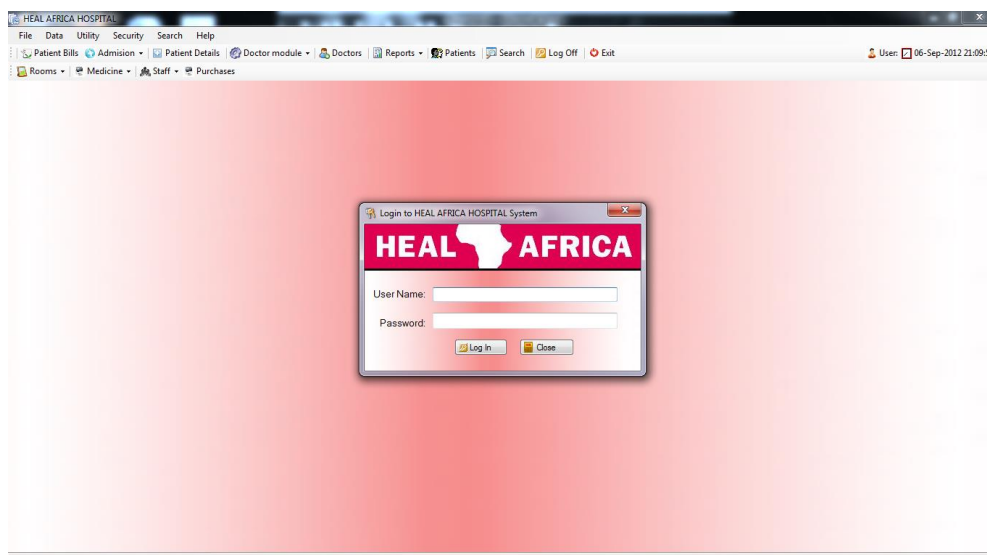 HEAL AFRICA HOSPITAL
File Data Utility Security Search Help
Patient Bills Admision Patient Details Doctor module Doctors Reports Patients Search Log Off Exit User: 06-Sep-2012 21:09:
Rooms Medicine Staff Purchases
Login to HEAL AFRICA HOSPITAL System
HEAL AFRICA
User Name:
Password:
Log In Close